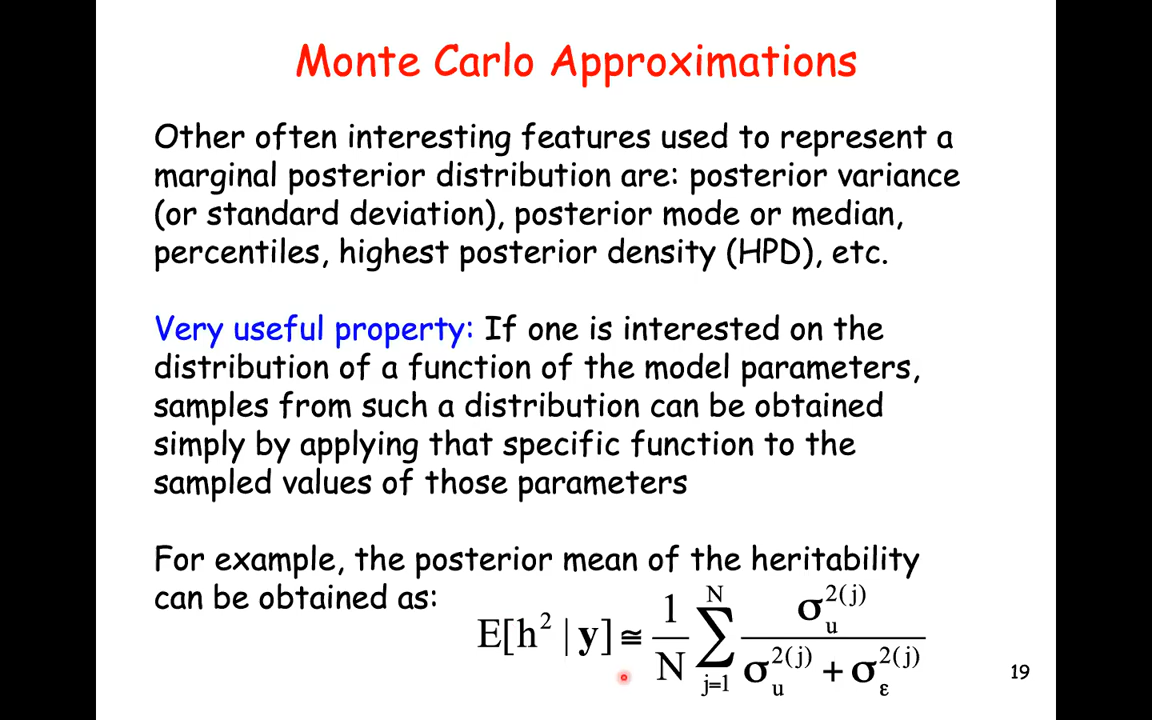 Monte Carlo Approximations
Other often interesting features used to represent a
marginal posterior distribution are: posterior variance
(or standard deviation), posterior mode or median,
percentiles, highest posterior density (HPD), etc.
Very useful property: If one is interested on the
distribution of a function of the model parameters,
samples from such a distribution can be obtained
simply by applying that specific function to the
sampled values of those parameters
For example, the posterior mean of the heritability
can be obtained as:
E[h² | y] ≅ 1/N ∑_{j=1}^{N} σ_u^{2(j)} / (σ_u^{2(j)} + σ_ε^{2(j)})
19